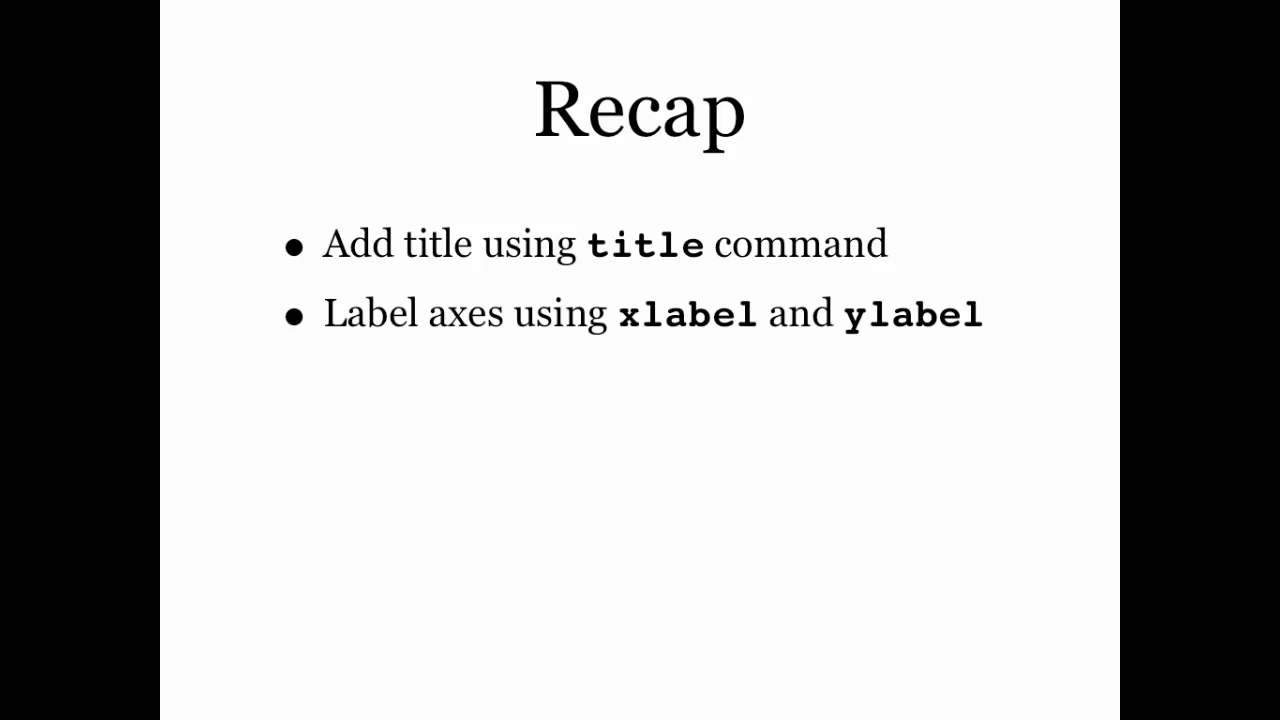 Recap
• Add title using title command
• Label axes using xlabel and ylabel